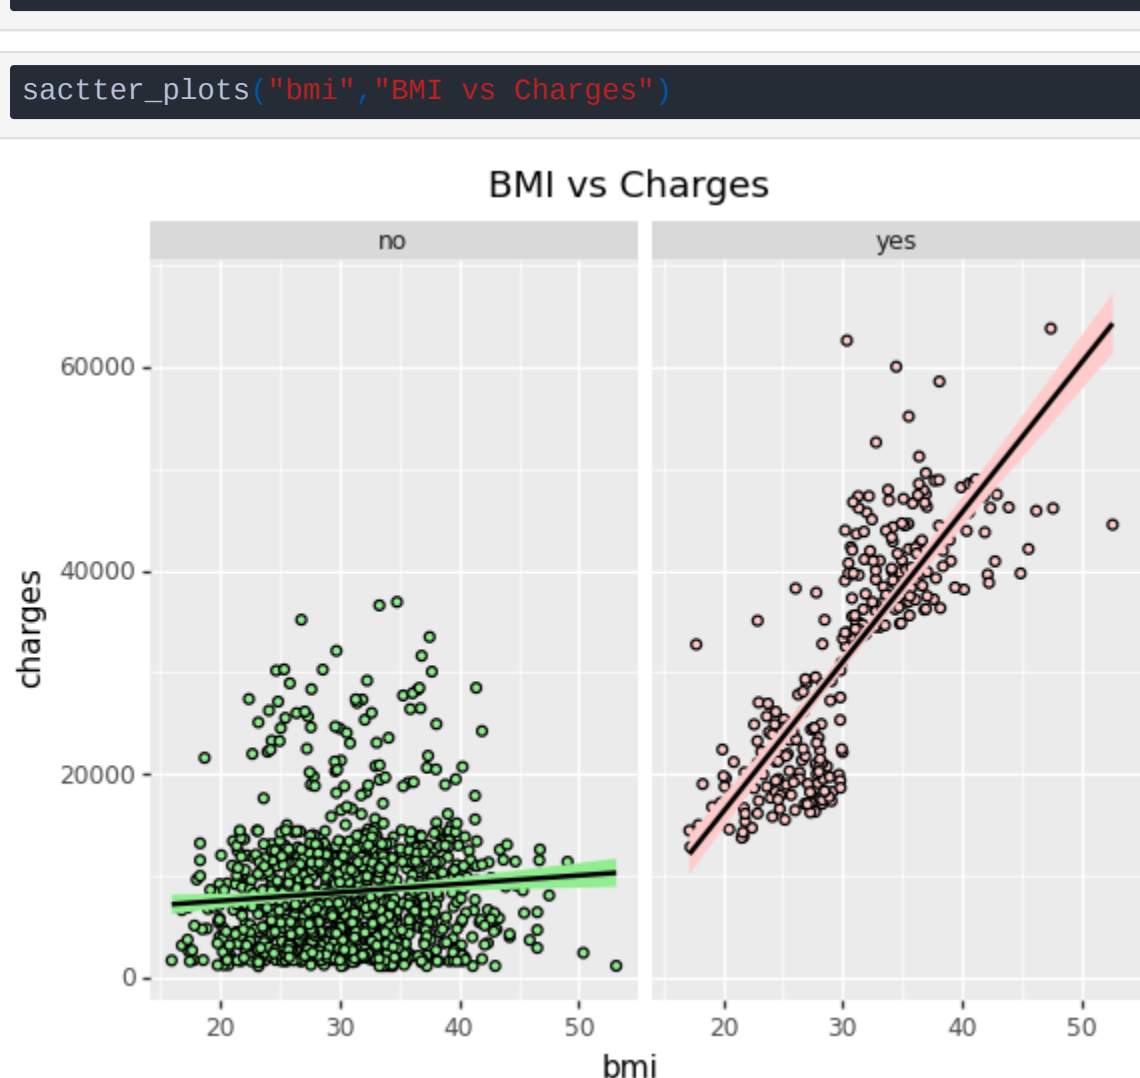 sactter_plots("bmi","BMI vs Charges")
BMI vs Charges
no yes
60000
40000
20000
0
charges
20 30 40 50 20 30 40 50
bmi